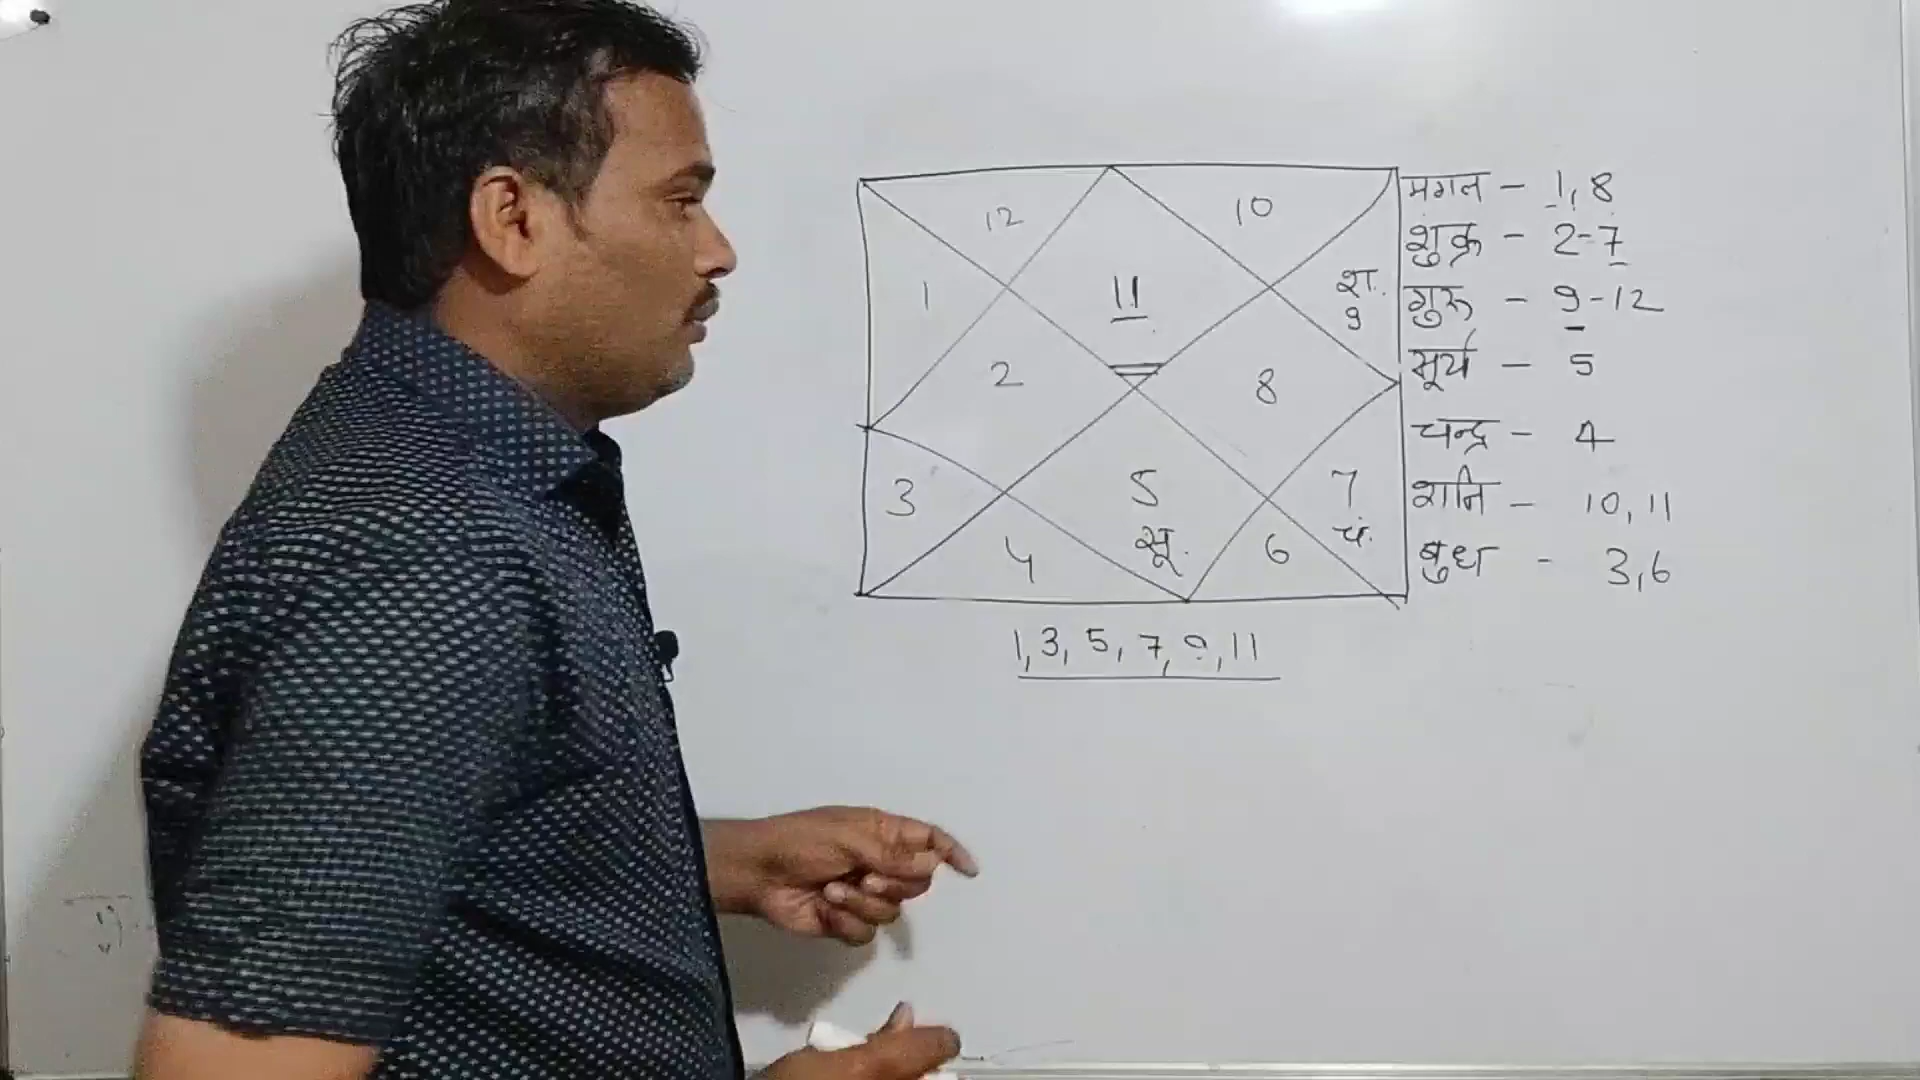 12
10
1
11
श.
9
2
8
3
5
7
4
सू.
6
चं.
1, 3, 5, 7, 9, 11
मंगल - 1, 8
शुक्र - 2-7
गुरू - 9-12
सूर्य - 5
चन्द्र - 4
शनि - 10, 11
बुध - 3, 6